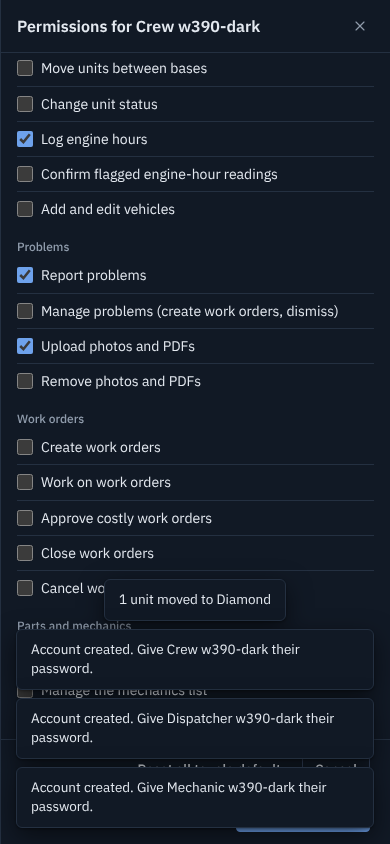 Permissions for Crew w390-dark
Move units between bases
Change unit status
Log engine hours
Confirm flagged engine-hour readings
Add and edit vehicles
Problems
Report problems
Manage problems (create work orders, dismiss)
Upload photos and PDFs
Remove photos and PDFs
Work orders
Create work orders
Work on work orders
Approve costly work orders
Close work orders
Cancel
1 unit moved to Diamond
Parts and mechanics
Account created. Give Crew w390-dark their
password.
Manage the mechanics list
Account created. Give Dispatcher w390-dark their
password.
Cancel
Account created. Give Mechanic w390-dark their
password.